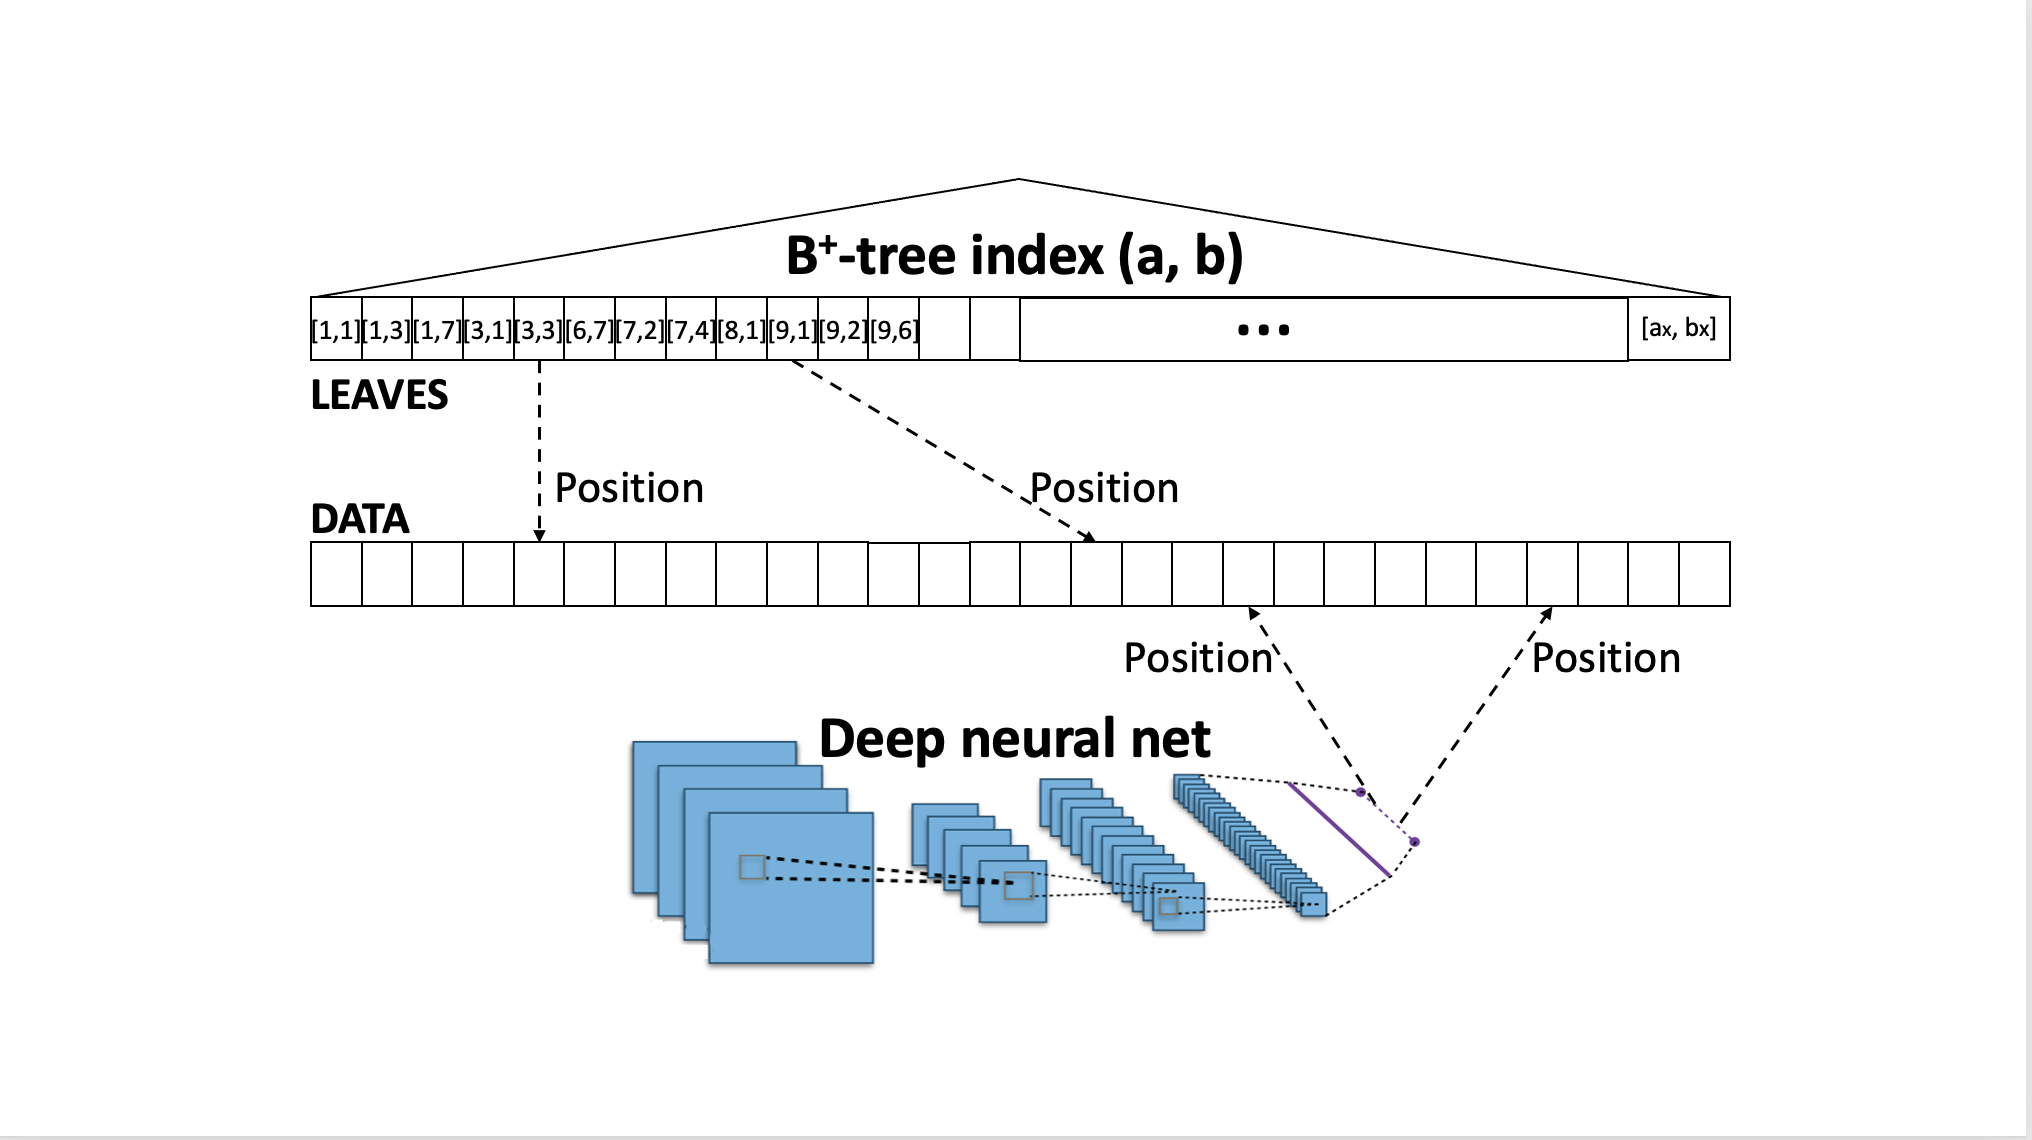 B⁺-tree index (a, b)
[1,1] [1,3] [1,7] [3,1] [3,3] [6,7] [7,2] [7,4] [8,1] [9,1] [9,2] [9,6] ... [ax, bx]
LEAVES
Position Position
DATA
Position Position
Deep neural net